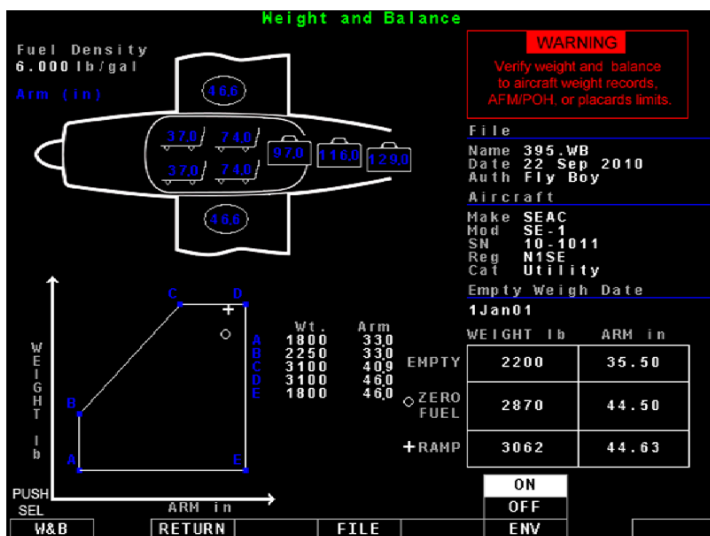 Weight and Balance
Fuel Density
6.000 lb/gal
Arm (in)
46.6
37.0 74.0
97.0 116.0 129.0
37.0 74.0
46.6
WARNING
Verify weight and balance
to aircraft weight records,
AFM/POH, or placards limits.
File
Name 395.WB
Date 22 Sep 2010
Auth Fly Boy
Aircraft
Make SEAC
Mod SE-1
SN 10-1011
Reg N1SE
Cat Utility
Empty Weigh Date
1Jan01
WEIGHT lb ARM in
EMPTY 2200 35.50
ZERO FUEL 2870 44.50
RAMP 3062 44.63
WEIGHT lb
C D
B
A E
ARM in
Wt. Arm
A 1800 33.0
B 2250 33.0
C 3100 40.9
D 3100 46.0
E 1800 46.0
PUSH
SEL
ON
OFF
W&B RETURN FILE ENV